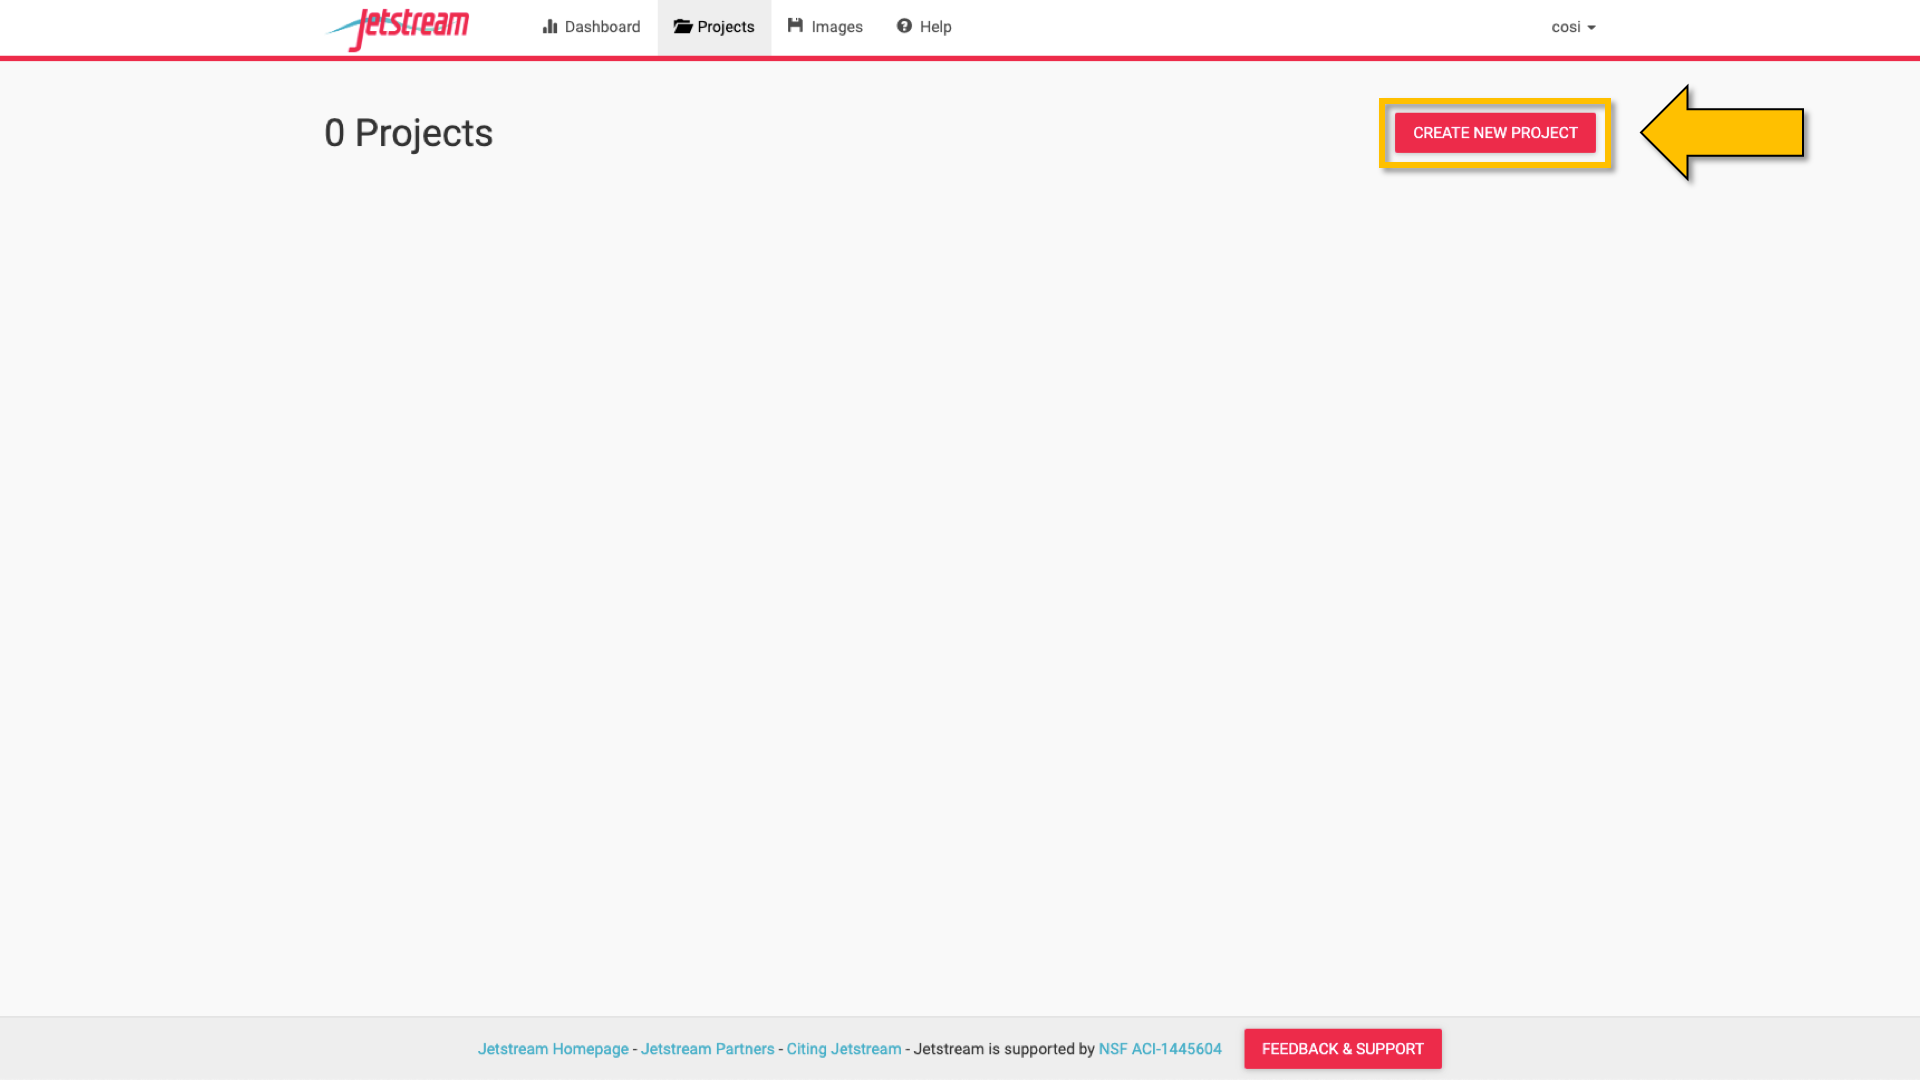 Jetstream Dashboard Projects Images Help cosi
0 Projects CREATE NEW PROJECT
Jetstream Homepage - Jetstream Partners - Citing Jetstream - Jetstream is supported by NSF ACI-1445604 FEEDBACK & SUPPORT